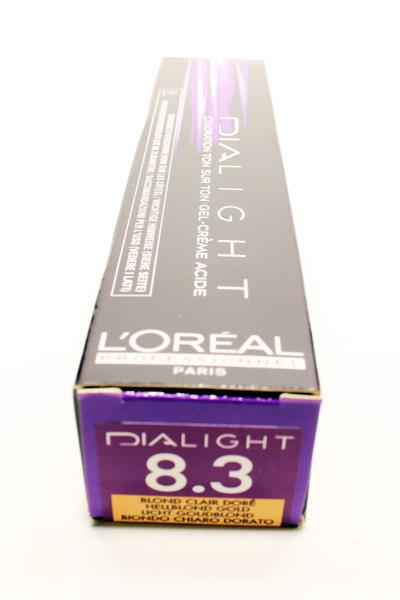 DIALIGHT
COLORATION TON SUR TON GEL-CRÈME ACIDE
L'ORÉAL
PROFESSIONNEL
PARIS
DIALIGHT
8.3
BLOND CLAIR DORÉ
HELLBLOND GOLD
LICHT GOUDBLOND
BIONDO CHIARO DORATO